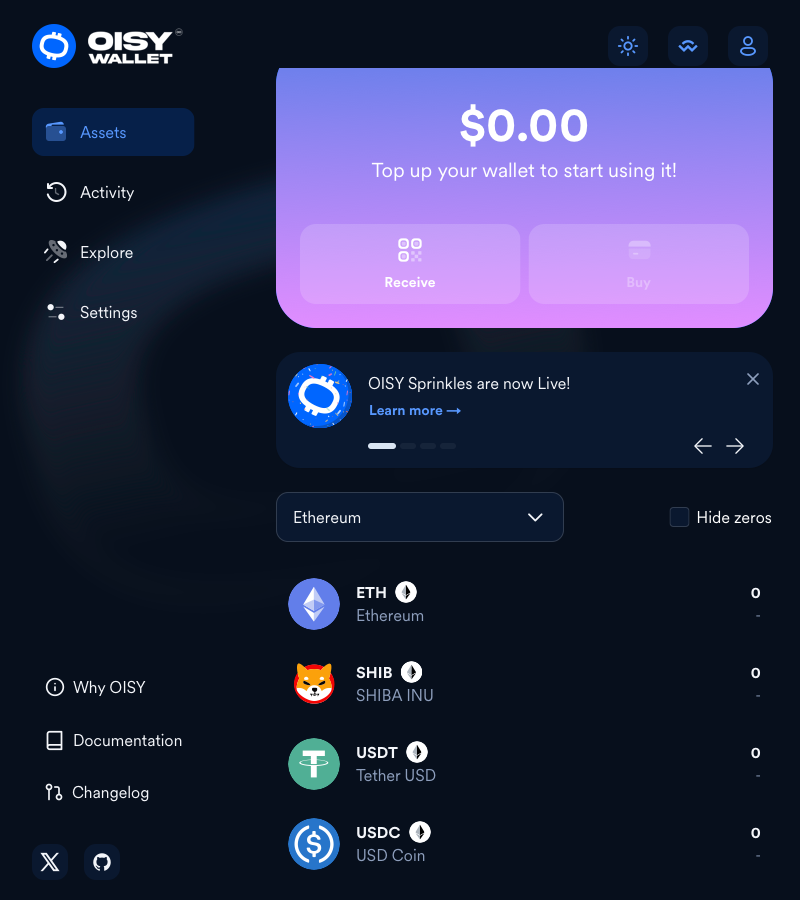 OISY
WALLET
Assets
Activity
Explore
Settings
Why OISY
Documentation
Changelog
$0.00
Top up your wallet to start using it!
Receive
Buy
OISY Sprinkles are now Live!
Learn more →
Ethereum
Hide zeros
ETH
0
Ethereum
-
SHIB
0
SHIBA INU
-
USDT
0
Tether USD
-
USDC
0
USD Coin
-